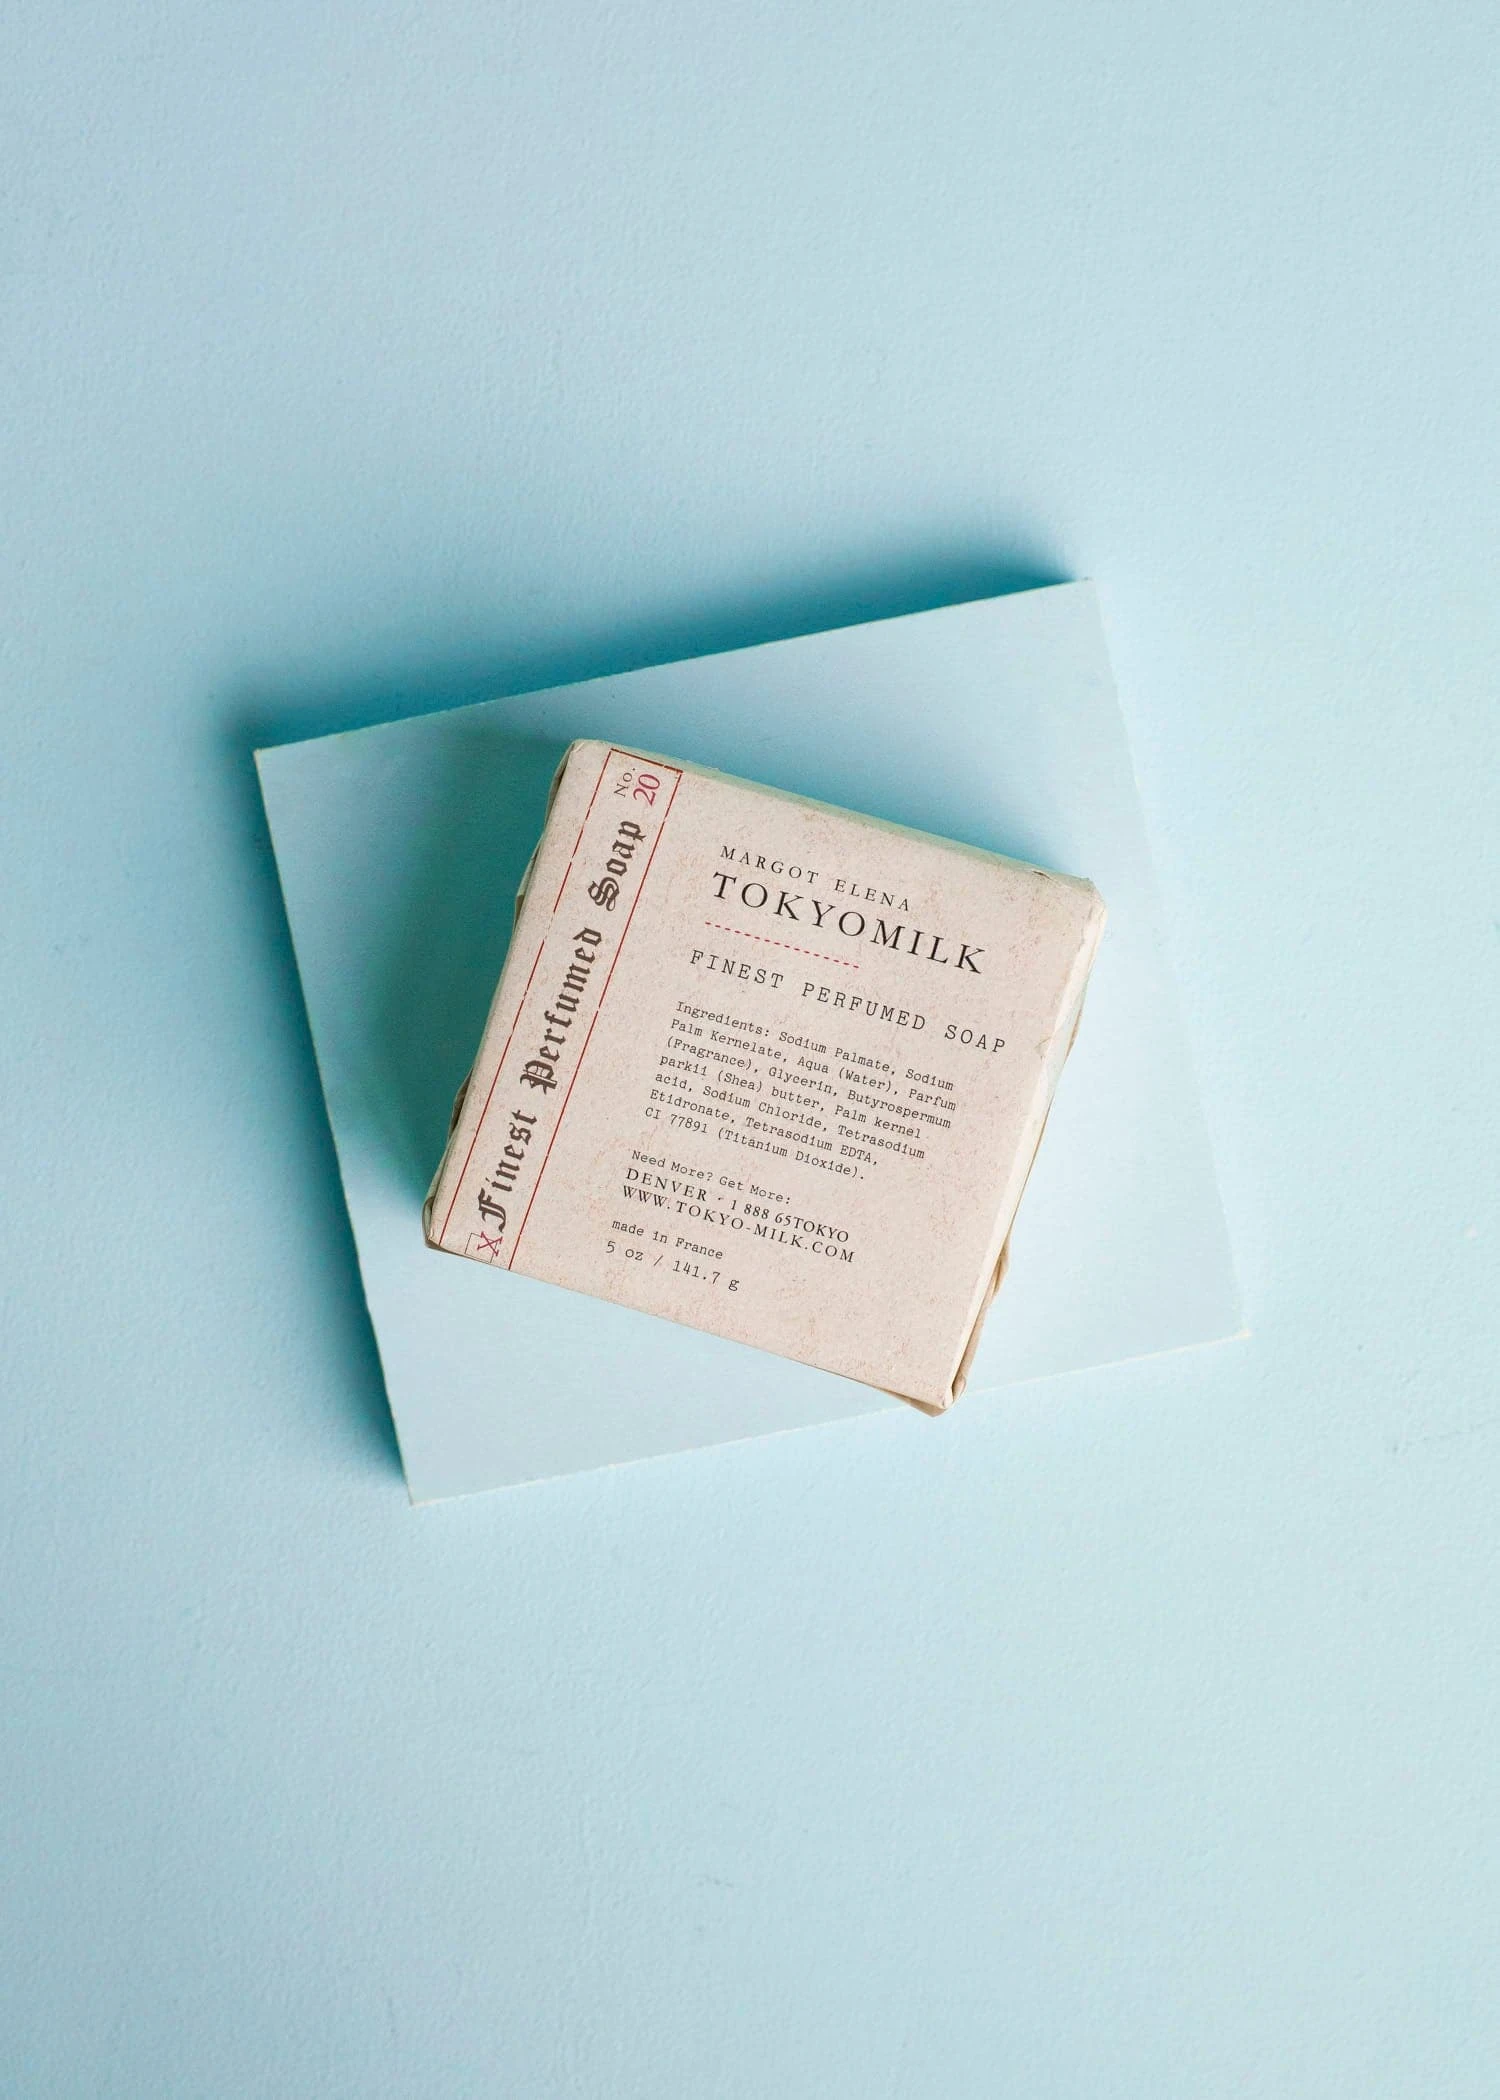 No.
20
Finest Perfumed Soap
X
MARGOT ELENA
TOKYOMILK
FINEST PERFUMED SOAP
Ingredients: Sodium Palmate, Sodium
Palm Kernelate, Aqua (Water), Parfum
(Fragrance), Glycerin, Butyrospermum
parkii (Shea) butter, Palm kernel
acid, Sodium Chloride, Tetrasodium
Etidronate, Tetrasodium EDTA,
CI 77891 (Titanium Dioxide).
Need More? Get More:
DENVER · 1 888 65TOKYO
WWW.TOKYO-MILK.COM
made in France
5 oz / 141.7 g